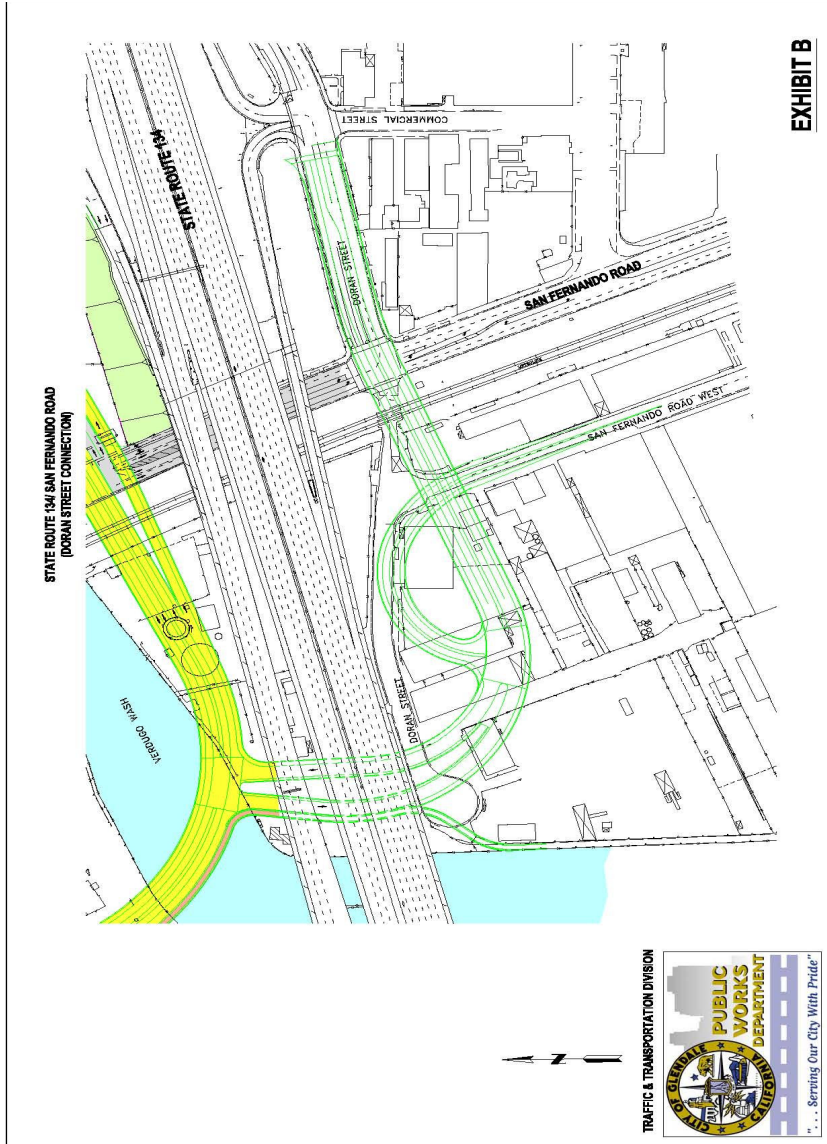 STATE ROUTE 134/ SAN FERNANDO ROAD
(DORAN STREET CONNECTION)
EXHIBIT B
STATE ROUTE 134
COMMERCIAL STREET
DORAN STREET
SAN FERNANDO ROAD
SAN FERNANDO ROAD WEST
DORAN STREET
VERDUGO WASH
N
TRAFFIC & TRANSPORTATION DIVISION
CITY OF GLENDALE
CALIFORNIA
PUBLIC
WORKS
DEPARTMENT
"... Serving Our City With Pride"